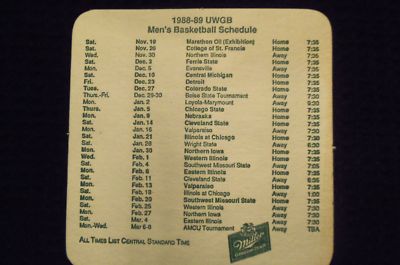 1988-89 UWGB
Men's Basketball Schedule
Sat. Nov. 19 Marathon Oil (Exhibition) Home 7:35
Sat. Nov. 26 College of St. Francis Home 7:35
Wed. Nov. 30 Northern Illinois Away 7:30
Sat. Dec. 3 Ferris State Home 7:35
Mon. Dec. 5 Evansville Away 7:35
Sat. Dec. 10 Central Michigan Home 7:35
Fri. Dec. 23 Detroit Home 7:35
Tue. Dec. 27 Colorado State Home 7:35
Thurs.-Fri. Dec. 29-30 Boise State Tournament Away
Mon. Jan. 2 Loyola-Marymount Away
Thurs. Jan. 5 Chicago State Home 7:35
Mon. Jan. 9 Nebraska Home 7:35
Sat. Jan. 14 Cleveland State Home 7:35
Mon. Jan. 16 Valparaiso Away 7:30
Sat. Jan. 21 Illinois at Chicago Home 7:35
Sat. Jan. 28 Wright State Away
Mon. Jan. 30 Northern Iowa Home 7:35
Wed. Feb. 1 Western Illinois Home 7:35
Sat. Feb. 4 Southwest Missouri State Away 7:05
Mon. Feb. 6 Eastern Illinois Home 7:35
Sat. Feb. 11 Cleveland State Away
Mon. Feb. 13 Valparaiso Home 7:35
Sat. Feb. Illinois at Chicago Away 1:00
Mon. Feb. 20 Southwest Missouri State Home 7:35
Sat. Feb. 25 Western Illinois Away 7:30
Mon. Feb. 27 Northern Iowa Away 7:30
Sat. Mar. 4 Eastern Illinois Away 7:30
Mon.-Wed. Mar 6-8 AMCU Tournament Away TBA
All Times List Central Standard Time
Miller